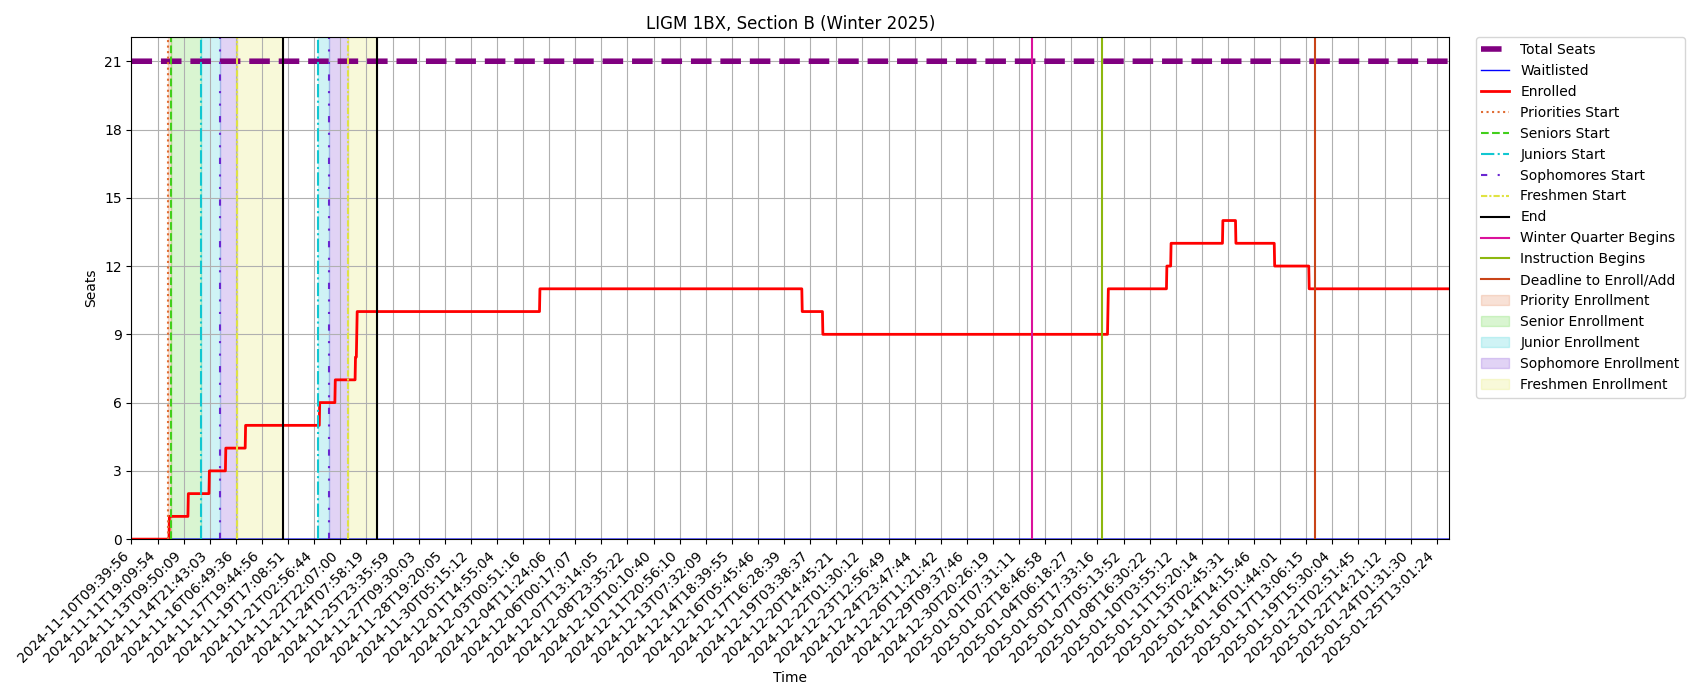 LIGM 1BX, Section B (Winter 2025)
21
18
15
12
9
6
3
0
Seats
2024-11-10T09:39:56
2024-11-11T19:09:54
2024-11-13T09:50:09
2024-11-14T21:43:03
2024-11-16T06:49:36
2024-11-17T19:44:56
2024-11-19T17:08:51
2024-11-21T02:56:44
2024-11-22T22:07:00
2024-11-24T07:58:19
2024-11-25T23:35:59
2024-11-27T09:30:03
2024-11-28T19:20:05
2024-11-30T05:15:12
2024-12-01T14:55:04
2024-12-03T00:51:16
2024-12-04T11:24:06
2024-12-06T00:17:07
2024-12-07T13:14:05
2024-12-08T23:35:22
2024-12-10T10:10:40
2024-12-11T20:56:10
2024-12-13T07:32:09
2024-12-14T18:39:55
2024-12-16T05:45:46
2024-12-17T16:28:39
2024-12-19T03:38:37
2024-12-20T14:45:21
2024-12-22T01:30:12
2024-12-23T12:56:49
2024-12-24T23:47:44
2024-12-26T11:21:42
2024-12-29T09:37:46
2024-12-30T20:26:19
2025-01-01T07:31:11
2025-01-02T18:46:58
2025-01-04T06:18:27
2025-01-05T17:33:16
2025-01-07T05:13:52
2025-01-08T16:30:22
2025-01-10T03:55:12
2025-01-11T15:20:14
2025-01-13T02:45:31
2025-01-14T14:15:46
2025-01-16T01:44:01
2025-01-17T13:06:15
2025-01-19T15:30:04
2025-01-21T02:51:45
2025-01-22T14:21:12
2025-01-24T01:31:30
2025-01-25T13:01:24
Time
Total Seats
Waitlisted
Enrolled
Priorities Start
Seniors Start
Juniors Start
Sophomores Start
Freshmen Start
End
Winter Quarter Begins
Instruction Begins
Deadline to Enroll/Add
Priority Enrollment
Senior Enrollment
Junior Enrollment
Sophomore Enrollment
Freshmen Enrollment